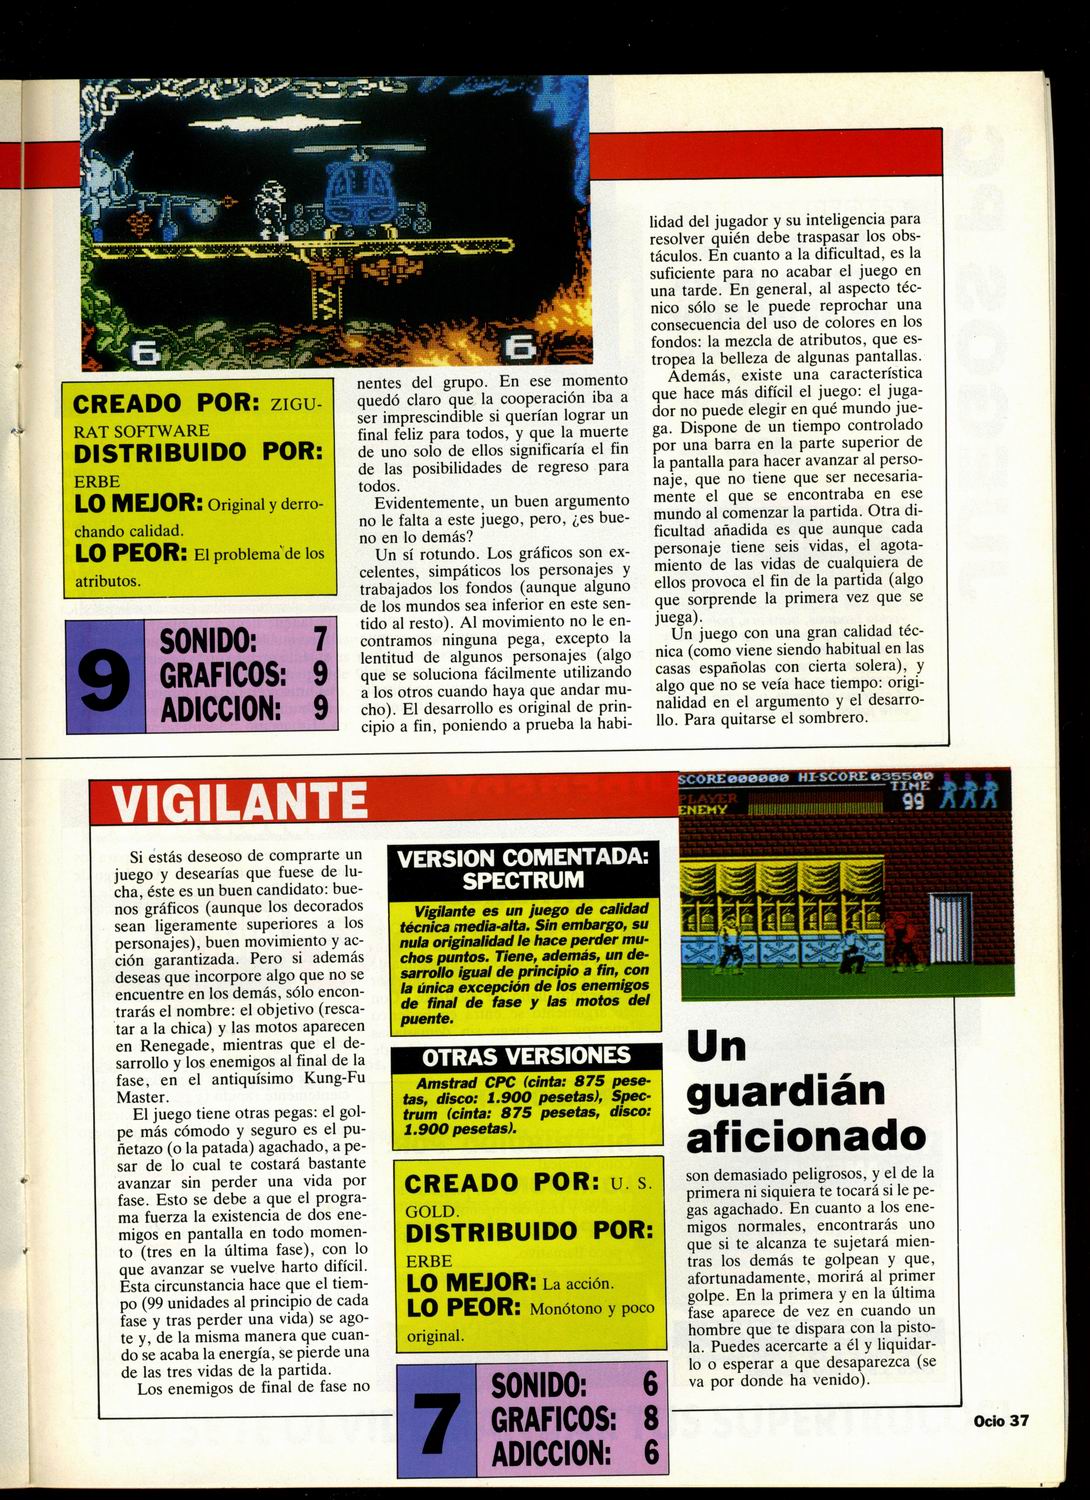 6
6
CREADO POR: ZIGU-
RAT SOFTWARE
DISTRIBUIDO POR:
ERBE
LO MEJOR: Original y derro-
chando calidad.
LO PEOR: El problema de los
atributos.
9
SONIDO: 7
GRAFICOS: 9
ADICCION: 9
nentes del grupo. En ese momento
quedó claro que la cooperación iba a
ser imprescindible si querían lograr un
final feliz para todos, y que la muerte
de uno solo de ellos significaría el fin
de las posibilidades de regreso para
todos.
Evidentemente, un buen argumento
no le falta a este juego, pero, ¿es bue-
no en lo demás?
Un sí rotundo. Los gráficos son ex-
celentes, simpáticos los personajes y
trabajados los fondos (aunque alguno
de los mundos sea inferior en este sen-
tido al resto). Al movimiento no le en-
contramos ninguna pega, excepto la
lentitud de algunos personajes (algo
que se soluciona fácilmente utilizando
a los otros cuando haya que andar mu-
cho). El desarrollo es original de prin-
cipio a fin, poniendo a prueba la habi-
lidad del jugador y su inteligencia para
resolver quién debe traspasar los obs-
táculos. En cuanto a la dificultad, es la
suficiente para no acabar el juego en
una tarde. En general, al aspecto téc-
nico sólo se le puede reprochar una
consecuencia del uso de colores en los
fondos: la mezcla de atributos, que es-
tropea la belleza de algunas pantallas.
Además, existe una característica
que hace más difícil el juego: el juga-
dor no puede elegir en qué mundo jue-
ga. Dispone de un tiempo controlado
por una barra en la parte superior de
la pantalla para hacer avanzar al perso-
naje, que no tiene que ser necesaria-
mente el que se encontraba en ese
mundo al comenzar la partida. Otra di-
ficultad añadida es que aunque cada
personaje tiene seis vidas, el agota-
miento de las vidas de cualquiera de
ellos provoca el fin de la partida (algo
que sorprende la primera vez que se
juega).
Un juego con una gran calidad téc-
nica (como viene siendo habitual en las
casas españolas con cierta solera), y
algo que no se veía hace tiempo: origi-
nalidad en el argumento y el desarro-
llo. Para quitarse el sombrero.
VIGILANTE
Si estás deseoso de comprarte un
juego y desearías que fuese de lu-
cha, éste es un buen candidato: bue-
nos gráficos (aunque los decorados
sean ligeramente superiores a los
personajes), buen movimiento y ac-
ción garantizada. Pero si además
deseas que incorpore algo que no se
encuentre en los demás, sólo encon-
trarás el nombre: el objetivo (resca-
tar a la chica) y las motos aparecen
en Renegade, mientras que el de-
sarrollo y los enemigos al final de la
fase, en el antiquísimo Kung-Fu
Master.
El juego tiene otras pegas: el gol-
pe más cómodo y seguro es el pu-
ñetazo (o la patada) agachado, a pe-
sar de lo cual te costará bastante
avanzar sin perder una vida por
fase. Esto se debe a que el progra-
ma fuerza la existencia de dos ene-
migos en pantalla en todo momen-
to (tres en la última fase), con lo
que avanzar se vuelve harto difícil.
Esta circunstancia hace que el tiem-
po (99 unidades al principio de cada
fase y tras perder una vida) se ago-
te y, de la misma manera que cuan-
do se acaba la energía, se pierde una
de las tres vidas de la partida.
Los enemigos de final de fase no
VERSION COMENTADA:
SPECTRUM
Vigilante es un juego de calidad
técnica media-alta. Sin embargo, su
nula originalidad le hace perder mu-
chos puntos. Tiene, además, un de-
sarrollo igual de principio a fin, con
la única excepción de los enemigos
de final de fase y las motos del
puente.
OTRAS VERSIONES
Amstrad CPC (cinta: 875 pese-
tas, disco: 1.900 pesetas), Spec-
trum (cinta: 875 pesetas, disco:
1.900 pesetas).
CREADO POR: U. S.
GOLD.
DISTRIBUIDO POR:
ERBE
LO MEJOR: La acción.
LO PEOR: Monótono y poco
original.
7
SONIDO: 6
GRAFICOS: 8
ADICCION: 6
SCORE 000000 HI-SCORE 035500
PLAYER
ENEMY
TIME
99
Un
guardián
aficionado
son demasiado peligrosos, y el de la
primera ni siquiera te tocará si le pe-
gas agachado. En cuanto a los ene-
migos normales, encontrarás uno
que si te alcanza te sujetará mien-
tras los demás te golpean y que,
afortunadamente, morirá al primer
golpe. En la primera y en la última
fase aparece de vez en cuando un
hombre que te dispara con la pisto-
la. Puedes acercarte a él y liquidar-
lo o esperar a que desaparezca (se
va por donde ha venido).
Ocio 37